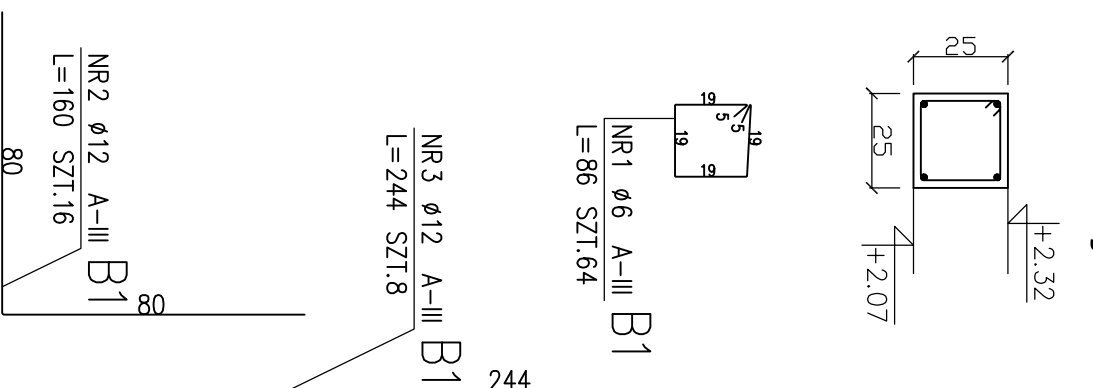 25
25
+2.32
+2.07
19
19
19
19
5
5
NR1 ø6 A-III B1
L=86 SZT.64
NR3 ø12 A-III B1
L=244 SZT.8
244
NR2 ø12 A-III B1
L=160 SZT.16
80
80